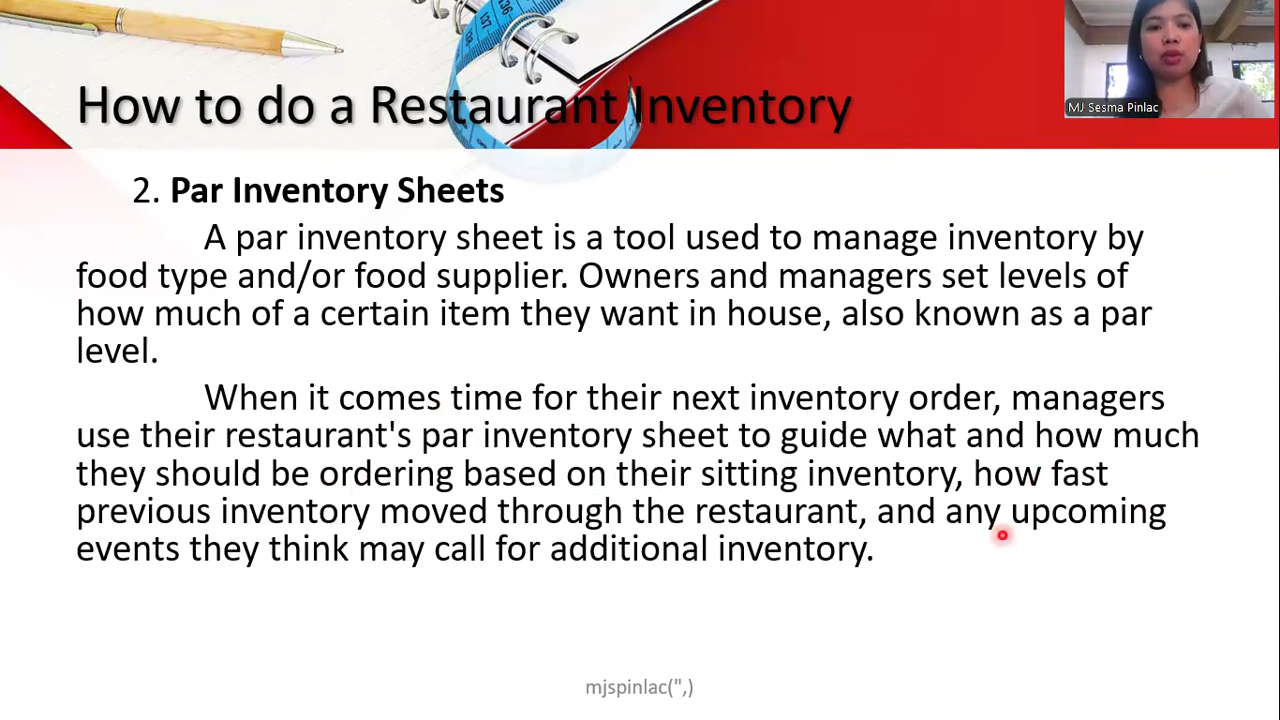 How to do a Restaurant Inventory
MJ Sesma Pinlac
2. Par Inventory Sheets
A par inventory sheet is a tool used to manage inventory by
food type and/or food supplier. Owners and managers set levels of
how much of a certain item they want in house, also known as a par
level.
When it comes time for their next inventory order, managers
use their restaurant's par inventory sheet to guide what and how much
they should be ordering based on their sitting inventory, how fast
previous inventory moved through the restaurant, and any upcoming
events they think may call for additional inventory.
mjspinlac(",)
137
136